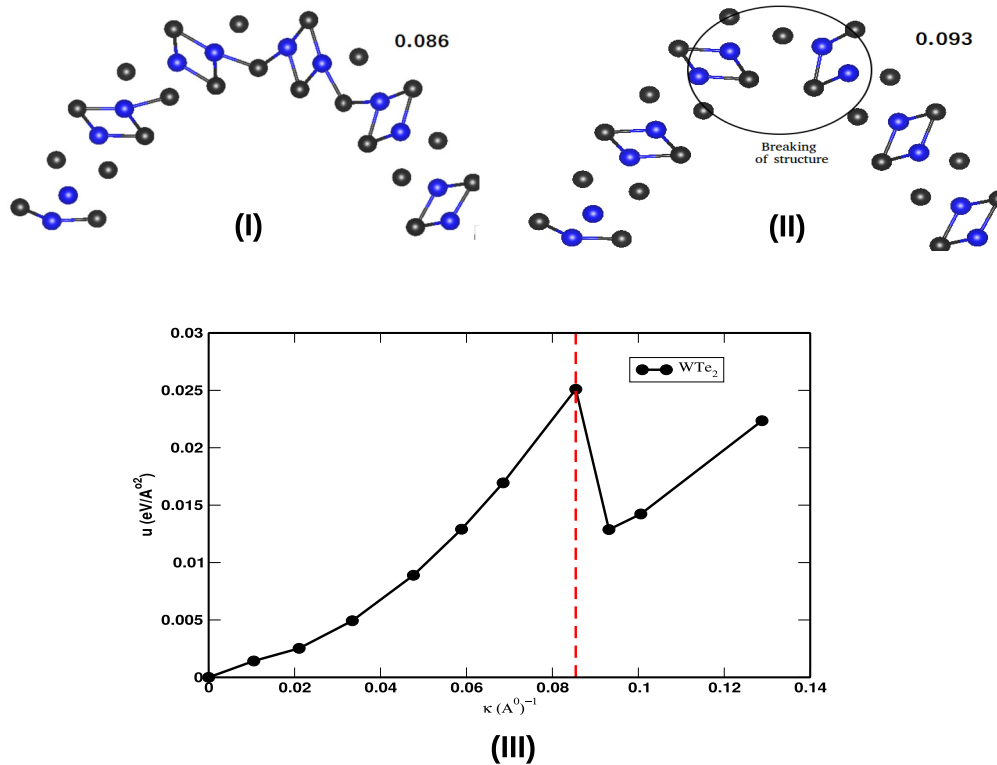 0.086
0.093
Breaking
of structure
(I)
(II)
0.03
0.025
0.02
0.015
0.01
0.005
0
u (eV/A⁰²)
WTe₂
0 0.02 0.04 0.06 0.08 0.1 0.12 0.14
κ (A⁰)⁻¹
(III)